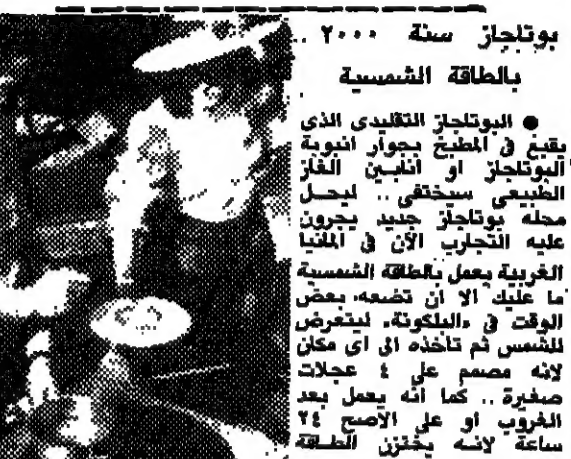 بوتاجاز سنة ٢٠٠٠ ..
بالطاقة الشمسية
● البوتاجاز التقليدى الذى
يقبع فى المطبخ بجوار انبوبة
البوتاجاز او انابيب الغاز
الطبيعى سيختفى .. ليحل
محله بوتاجاز جديد يجرون
عليه التجارب الآن فى المانيا
الغربية يعمل بالطاقة الشمسية
ما عليك الا ان تضعه بعض
الوقت فى «البلكونة» ليتعرض
للشمس ثم تأخذه الى اى مكان
لانه مصمم على ٤ عجلات
صغيرة .. كما انه يعمل بعد
الغروب او على الاصح ٢٤
ساعة لانه يختزن الطاقة